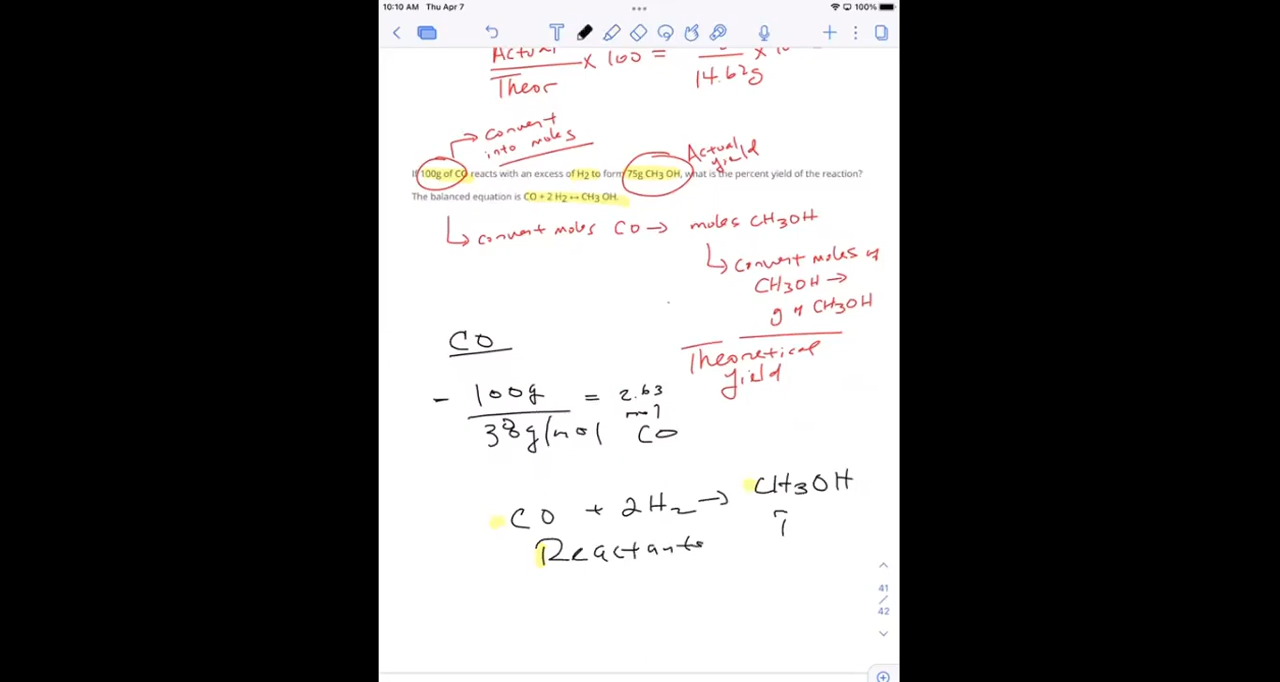 10:10 AM Thu Apr 7
100%
Actual
Theor
x 100 =
14.62g
x 10
convert
into moles
Actual
yield
If 100g of CO reacts with an excess of H2 to form 75g CH3 OH, what is the percent yield of the reaction?
The balanced equation is CO + 2 H2 ↔ CH3 OH.
convert moles CO → moles CH3OH
convert moles of
CH3OH →
g of CH3OH
Theoretical
yield
CO
- 100g = 2.63
38g/mol
mol
CO
CO + 2H2 → CH3OH
?
Reactants
41
/
42